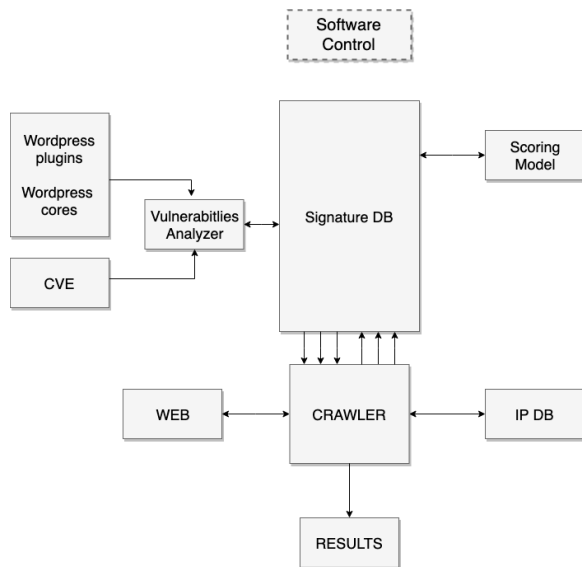 Software
Control
Wordpress
plugins
Wordpress
cores
Signature DB
Scoring
Model
Vulnerabitlies
Analyzer
CVE
WEB
CRAWLER
IP DB
RESULTS